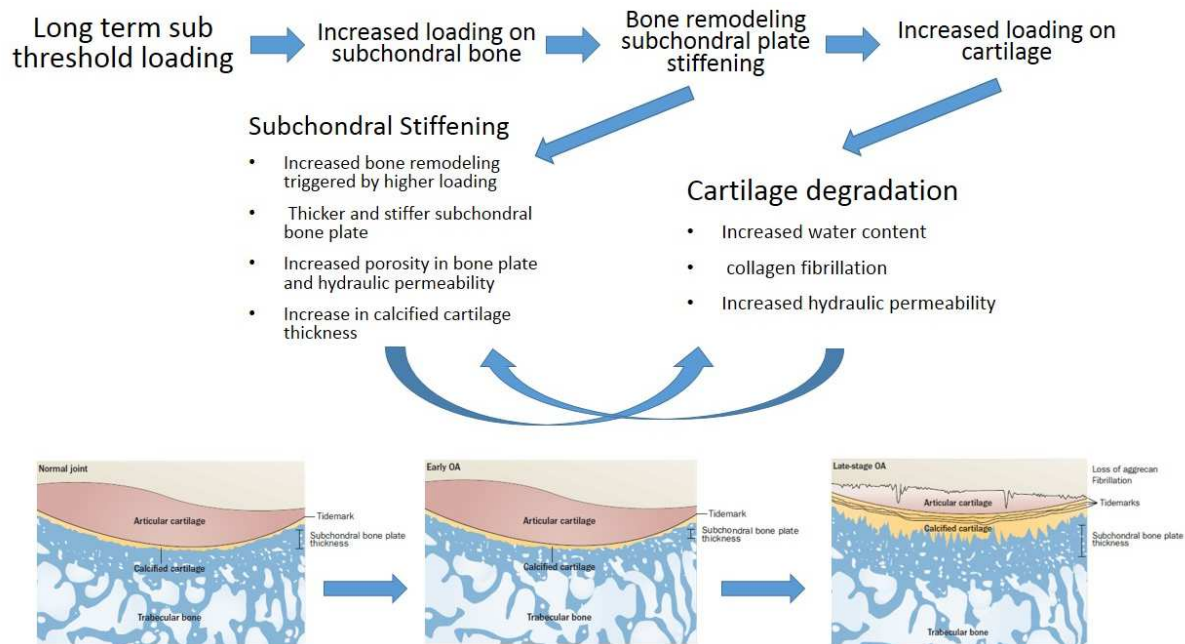 Long term sub
threshold loading
Increased loading on
subchondral bone
Bone remodeling
subchondral plate
stiffening
Increased loading on
cartilage
Subchondral Stiffening
• Increased bone remodeling
triggered by higher loading
• Thicker and stiffer subchondral
bone plate
• Increased porosity in bone plate
and hydraulic permeability
• Increase in calcified cartilage
thickness
Cartilage degradation
• Increased water content
• collagen fibrillation
• Increased hydraulic permeability
Normal joint
Articular cartilage
Tidemark
Subchondral bone plate
thickness
Calcified cartilage
Trabecular bone
Early OA
Articular cartilage
Tidemark
Subchondral bone plate
thickness
Calcified cartilage
Trabecular bone
Late-stage OA
Loss of aggrecan
Fibrillation
Articular cartilage
Tidemarks
Calcified cartilage
Subchondral bone plate
thickness
Trabecular bone